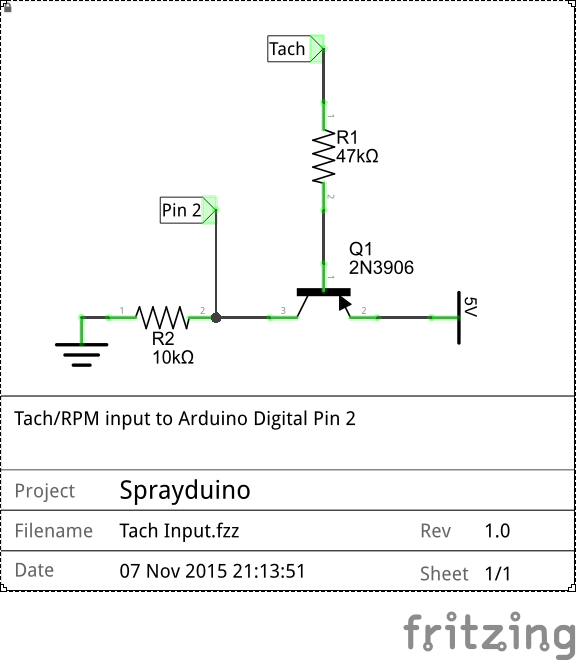 Tach
1
R1
47kΩ
2
Pin 2
Q1
2N3906
1
1
2
3
2
5V
R2
10kΩ
Tach/RPM input to Arduino Digital Pin 2
Project
Sprayduino
Filename
Tach Input.fzz
Rev
1.0
Date
07 Nov 2015 21:13:51
Sheet
1/1
fritzing